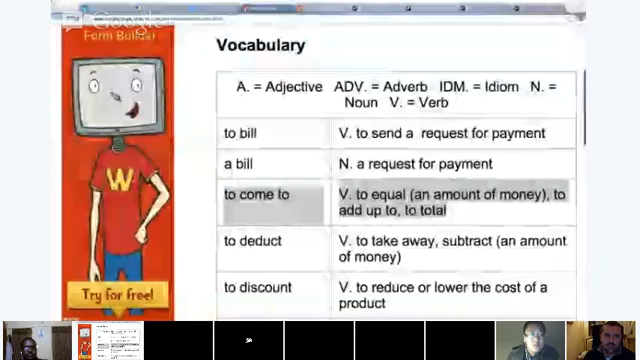 Google
Form Builder
W
Try for free!
Vocabulary
A. = Adjective ADV. = Adverb IDM. = Idiom N. =
Noun V. = Verb
to bill V. to send a request for payment
a bill N. a request for payment
to come to V. to equal (an amount of money), to
add up to, to total
to deduct V. to take away, subtract (an amount
of money)
to discount V. to reduce or lower the cost of a
product